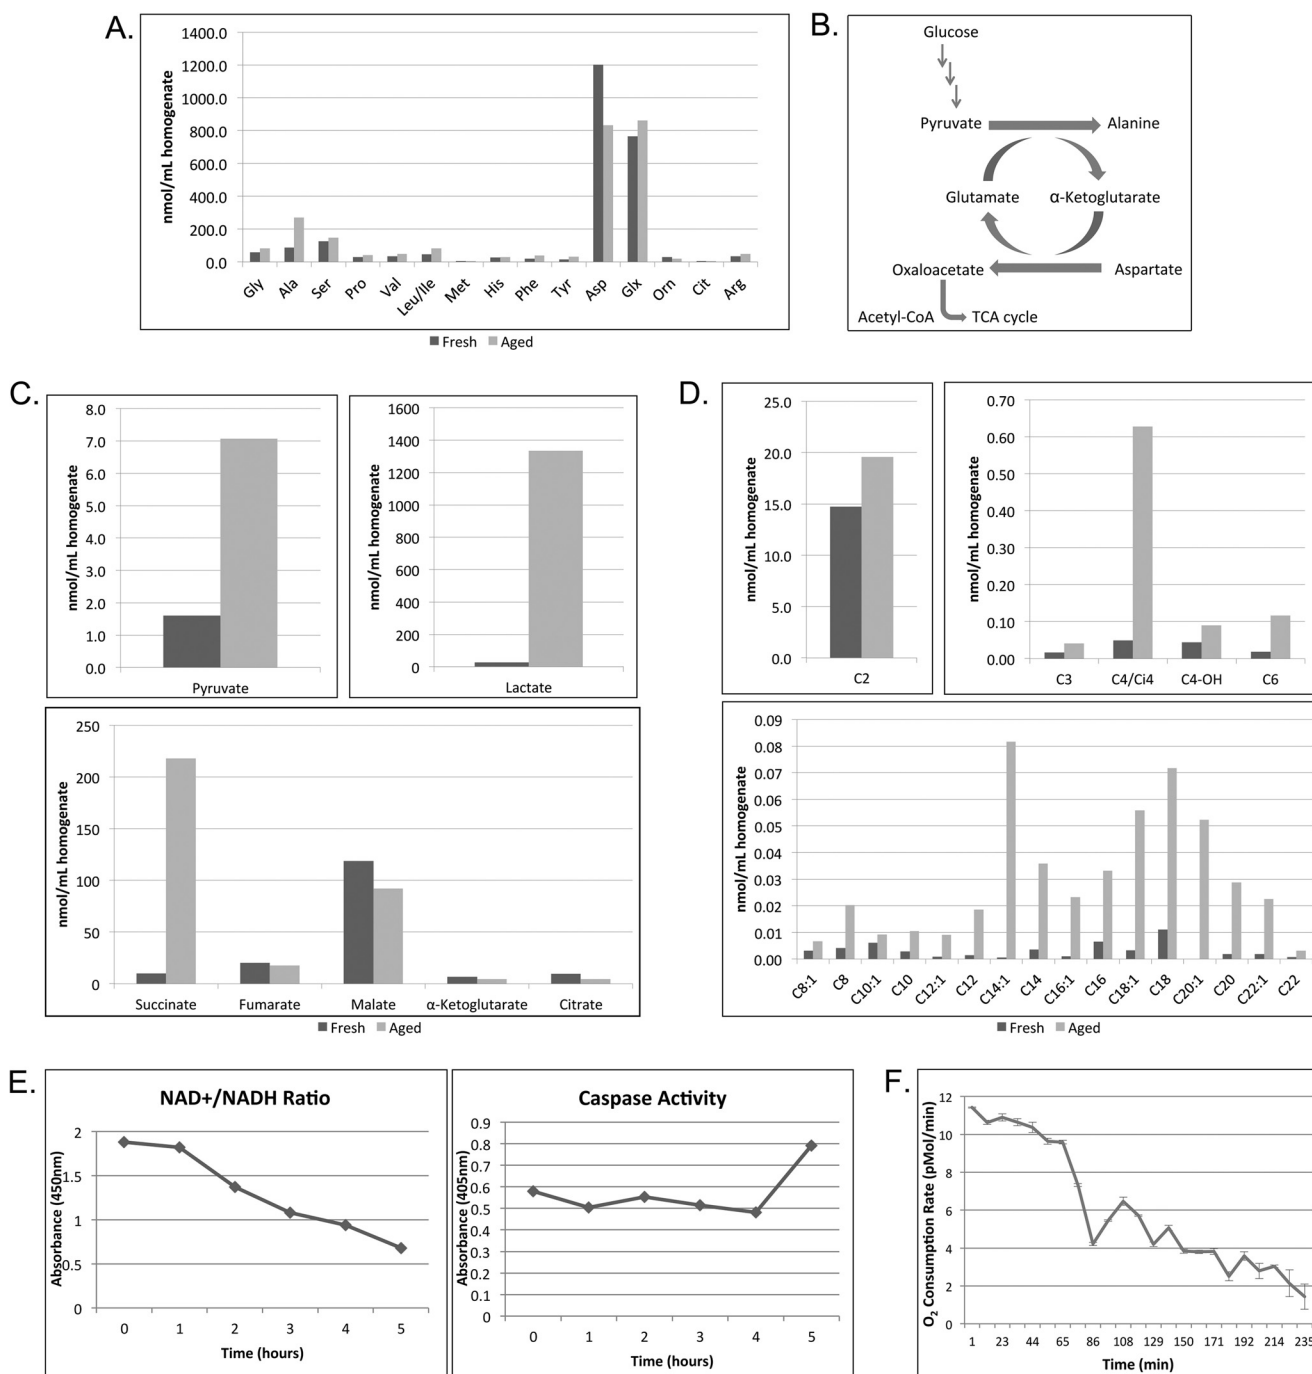 A.
1400.0
1200.0
1000.0
800.0
600.0
400.0
200.0
0.0
nmol/mL homogenate
Gly Ala Ser Pro Val Leu/Ile Met His Phe Tyr Asp Glx Orn Cit Arg
Fresh Aged
B.
Glucose
Pyruvate Alanine
Glutamate α-Ketoglutarate
Oxaloacetate Aspartate
Acetyl-CoA TCA cycle
C.
8.0
7.0
6.0
5.0
4.0
3.0
2.0
1.0
0.0
nmol/mL homogenate
Pyruvate
1600
1400
1300
1000
800
600
400
200
0
nmol/mL homogenate
Lactate
250
200
150
100
50
0
nmol/mL homogenate
Succinate Fumarate Malate α-Ketoglutarate Citrate
Fresh Aged
D.
25.0
20.0
15.0
10.0
5.0
0.0
nmol/mL homogenate
C2
0.70
0.60
0.50
0.40
0.30
0.20
0.10
0.00
nmol/mL homogenate
C3 C4/Ci4 C4-OH C6
0.09
0.08
0.07
0.06
0.05
0.04
0.03
0.02
0.01
0.00
nmol/mL homogenate
C8:1 C8 C10:1 C10 C12:1 C12 C14:1 C14 C16:1 C16 C18:1 C18 C20:1 C20 C22:1 C22
Fresh Aged
E.
NAD+/NADH Ratio
2
1.5
1
0.5
0
Absorbance (450nm)
0 1 2 3 4 5
Time (hours)
Caspase Activity
0.9
0.8
0.7
0.6
0.5
0.4
0.3
0.2
0.1
0
Absorbance (405nm)
0 1 2 3 4 5
Time (hours)
F.
12
10
8
6
4
2
0
O2 Consumption Rate (pMol/min)
1 23 44 65 86 108 129 150 171 192 214 235
Time (min)